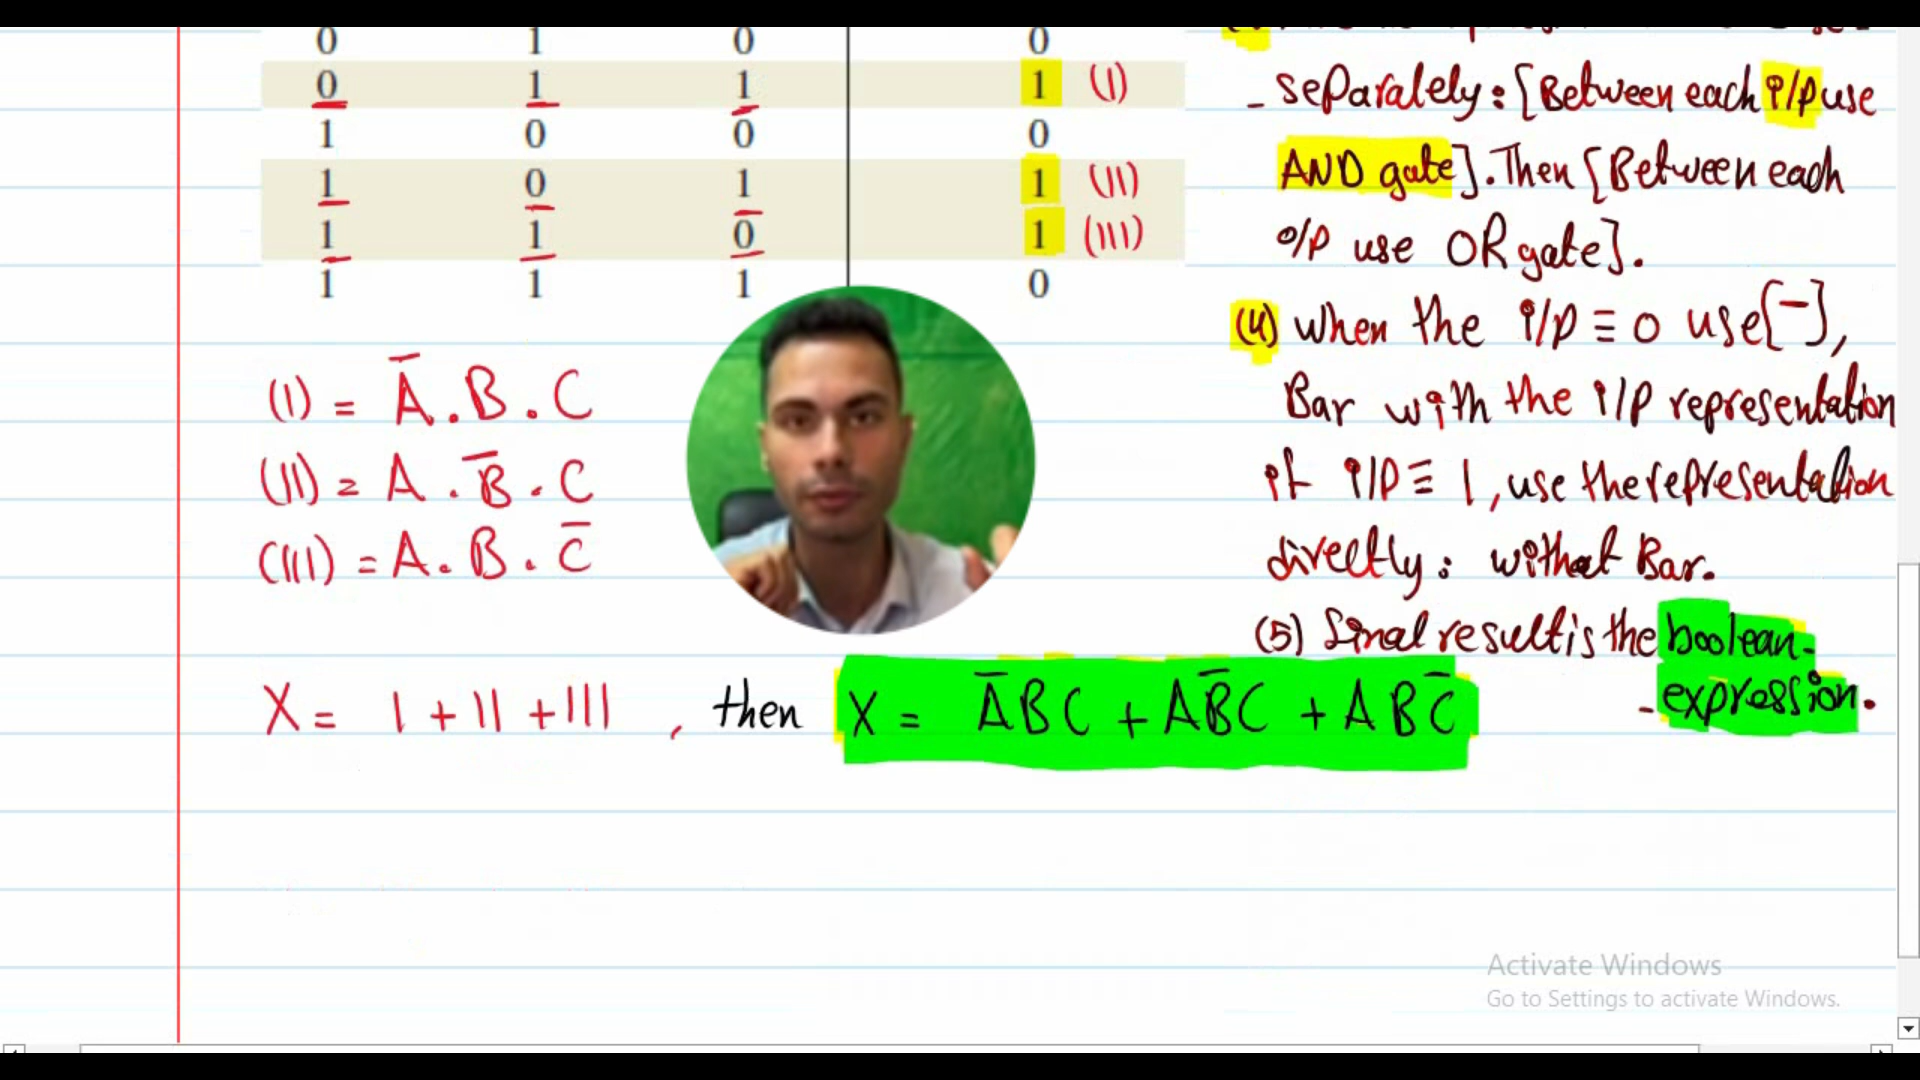 0 1 0 0
0 1 1 1 (I)
1 0 0 0
1 0 1 1 (II)
1 1 0 1 (III)
1 1 1 0
(I) = A̅ . B . C
(II) = A . B̅ . C
(III) = A . B . C̅
X = I + II + III , then X = A̅BC + AB̅C + ABC̅
- separately: [Between each i/p use
AND gate]. Then [Between each
o/p use OR gate].
(4) when the i/p ≡ 0 use [-],
Bar with the i/p representation
if i/p ≡ 1, use the representation
directly: without Bar.
(5) final result is the boolean-
- expression.
Activate Windows
Go to Settings to activate Windows.